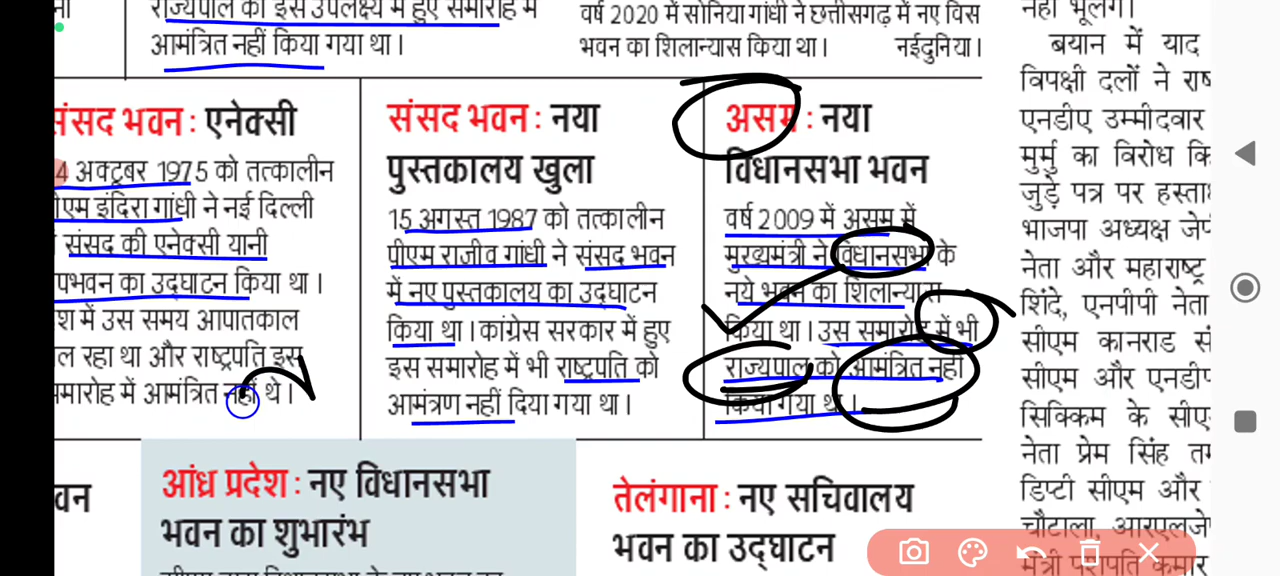 राज्यपाल को इस उपलक्ष्य में हुए समारोह में
आमंत्रित नहीं किया गया था।
वर्ष 2020 में सोनिया गांधी ने छत्तीसगढ़ में नए विस
भवन का शिलान्यास किया था। नईदुनिया।
संसद भवन: एनेक्सी
4 अक्टूबर 1975 को तत्कालीन
पीएम इंदिरा गांधी ने नई दिल्ली
संसद की एनेक्सी यानी
पभवन का उद्घाटन किया था।
श में उस समय आपातकाल
ल रहा था और राष्ट्रपति इस
समारोह में आमंत्रित नहीं थे।
संसद भवन: नया
पुस्तकालय खुला
15 अगस्त 1987 को तत्कालीन
पीएम राजीव गांधी ने संसद भवन
में नए पुस्तकालय का उद्घाटन
किया था। कांग्रेस सरकार में हुए
इस समारोह में भी राष्ट्रपति को
आमंत्रण नहीं दिया गया था।
असम: नया
विधानसभा भवन
वर्ष 2009 में असम में
मुख्यमंत्री ने विधानसभा के
नये भवन का शिलान्यास
किया था। उस समारोह में भी
राज्यपाल को आमंत्रित नहीं
किया गया था।
वन
आंध्र प्रदेश: नए विधानसभा
भवन का शुभारंभ
तेलंगाना: नए सचिवालय
भवन का उद्घाटन
नहीं भूलेंगे।
बयान में याद
विपक्षी दलों ने राष्
एनडीए उम्मीदवार
मुर्मु का विरोध कि
जुड़े पत्र पर हस्ताक्ष
भाजपा अध्यक्ष जेपी
नेता और महाराष्ट्र
शिंदे, एनपीपी नेता
सीएम कानराड सं
सीएम और एनडीप
सिक्किम के सीए
नेता प्रेम सिंह तम
डिप्टी सीएम और
चौटाला, आरएलजे